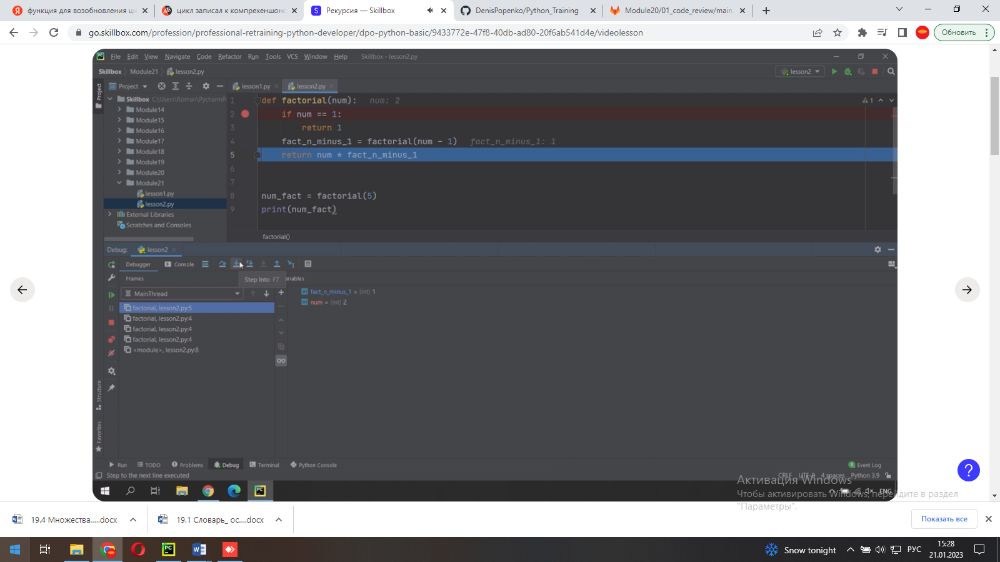 функция для возобновления ци
цикл записал к компрехеншонс
Рекурсия — Skillbox
DenisPopenko/Python_Training
Module20/01_code_review/main.
go.skillbox.com/profession/professional-retraining-python-developer/dpo-python-basic/9433772e-47f8-40db-ad80-20f6ab541d4e/videolesson
Обновить
File Edit View Navigate Code Refactor Run Tools VCS Window Help Skillbox - lesson2.py
Skillbox Module21 lesson2.py
lesson2
Project
Project
lesson1.py
lesson2.py
Skillbox C:\Users\Roman\PycharmP
Module14
Module15
Module16
Module17
Module18
Module19
Module20
Module21
lesson1.py
lesson2.py
External Libraries
Scratches and Consoles
1 def factorial(num): num: 2
1
2 if num == 1:
3 return 1
4 fact_n_minus_1 = factorial(num - 1) fact_n_minus_1: 1
5 return num * fact_n_minus_1
6
7
8 num_fact = factorial(5)
9 print(num_fact)
factorial()
Debug: lesson2
Debugger Console
Step Into F7
Frames
ariables
MainThread
factorial, lesson2.py:5
factorial, lesson2.py:4
factorial, lesson2.py:4
factorial, lesson2.py:4
<module>, lesson2.py:8
fact_n_minus_1 = {int} 1
num = {int} 2
Structure
Favorites
Run TODO Problems Debug Terminal Python Console
1 Event Log
Step to the next line executed
CRLF UTF-8 4 spaces Python 3.9
ENG
Активация Windows
Чтобы активировать Windows, перейдите в раздел
"Параметры".
19.4 Множества.....docx
19.1 Словарь_ ос....docx
Показать все
Snow tonight
РУС
15:28
21.01.2023